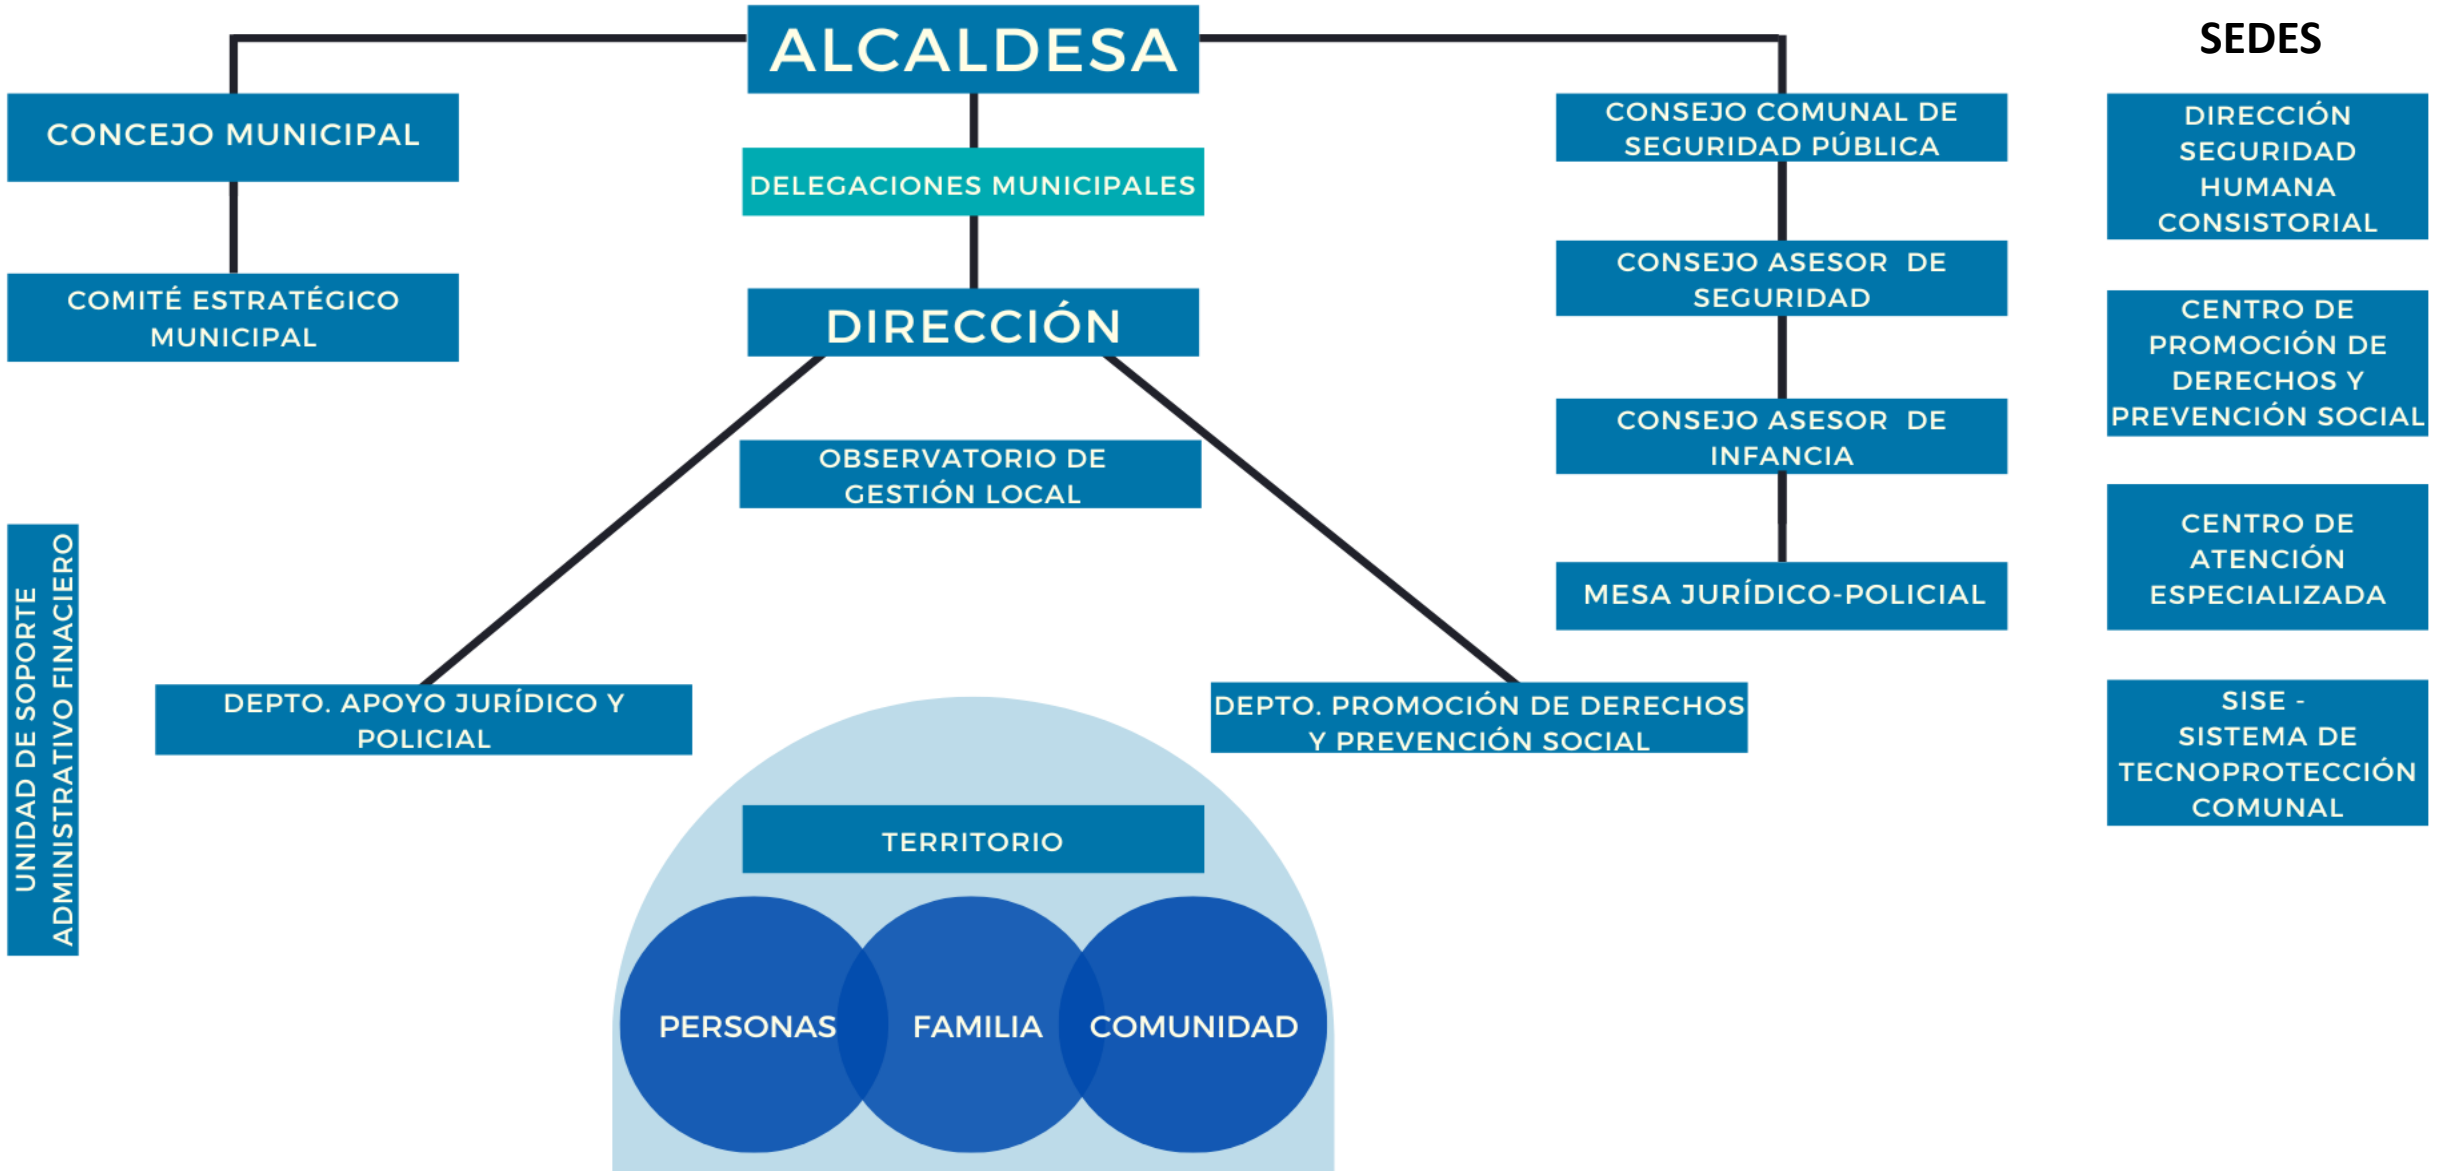 ALCALDESA
SEDES
CONCEJO MUNICIPAL
COMITÉ ESTRATÉGICO
MUNICIPAL
DELEGACIONES MUNICIPALES
DIRECCIÓN
OBSERVATORIO DE
GESTIÓN LOCAL
CONSEJO COMUNAL DE
SEGURIDAD PÚBLICA
CONSEJO ASESOR  DE
SEGURIDAD
CONSEJO ASESOR  DE
INFANCIA
MESA JURÍDICO-POLICIAL
DIRECCIÓN
SEGURIDAD
HUMANA
CONSISTORIAL
CENTRO DE
PROMOCIÓN DE
DERECHOS Y
PREVENCIÓN SOCIAL
CENTRO DE
ATENCIÓN
ESPECIALIZADA
SISE -
SISTEMA DE
TECNOPROTECCIÓN
COMUNAL
UNIDAD DE SOPORTE
ADMINISTRATIVO FINACIERO
DEPTO. APOYO JURÍDICO Y
POLICIAL
DEPTO. PROMOCIÓN DE DERECHOS
Y PREVENCIÓN SOCIAL
TERRITORIO
PERSONAS
FAMILIA
COMUNIDAD